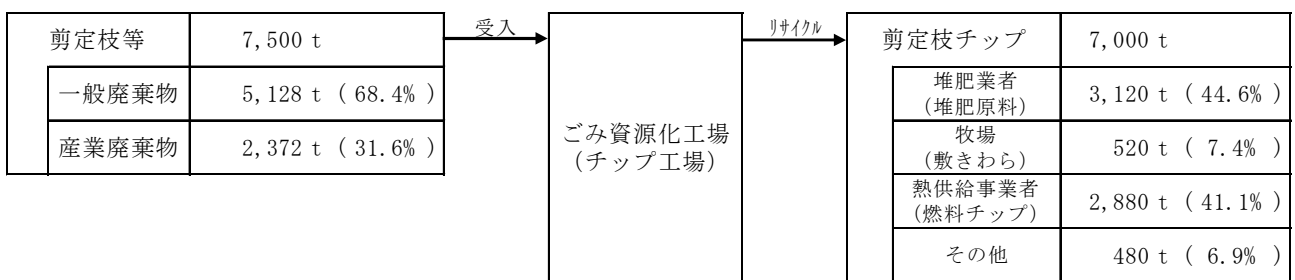 剪定枝等 7,500 t
一般廃棄物 5,128 t ( 68.4% )
産業廃棄物 2,372 t ( 31.6% )
受入
ごみ資源化工場
(チップ工場)
ﾘｻｲｸﾙ
剪定枝チップ 7,000 t
堆肥業者
(堆肥原料)
3,120 t ( 44.6% )
牧場
(敷きわら)
520 t ( 7.4% )
熱供給事業者
(燃料チップ)
2,880 t ( 41.1% )
その他 480 t ( 6.9% )